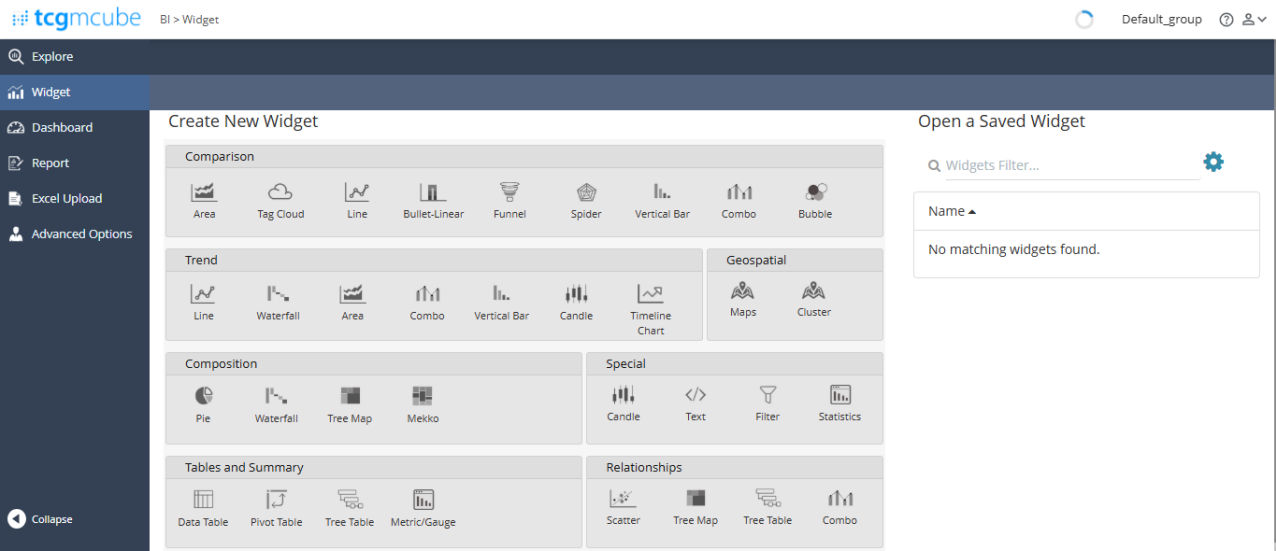 tcgmcube
BI > Widget
Default_group
Explore
Widget
Dashboard
Report
Excel Upload
Advanced Options
Collapse
Create New Widget
Comparison
Area Tag Cloud Line Bullet-Linear Funnel Spider Vertical Bar Combo Bubble
Trend
Line Waterfall Area Combo Vertical Bar Candle Timeline
Chart
Geospatial
Maps Cluster
Composition
Pie Waterfall Tree Map Mekko
Special
Candle Text Filter Statistics
Tables and Summary
Data Table Pivot Table Tree Table Metric/Gauge
Relationships
Scatter Tree Map Tree Table Combo
Open a Saved Widget
Widgets Filter...
Name
No matching widgets found.